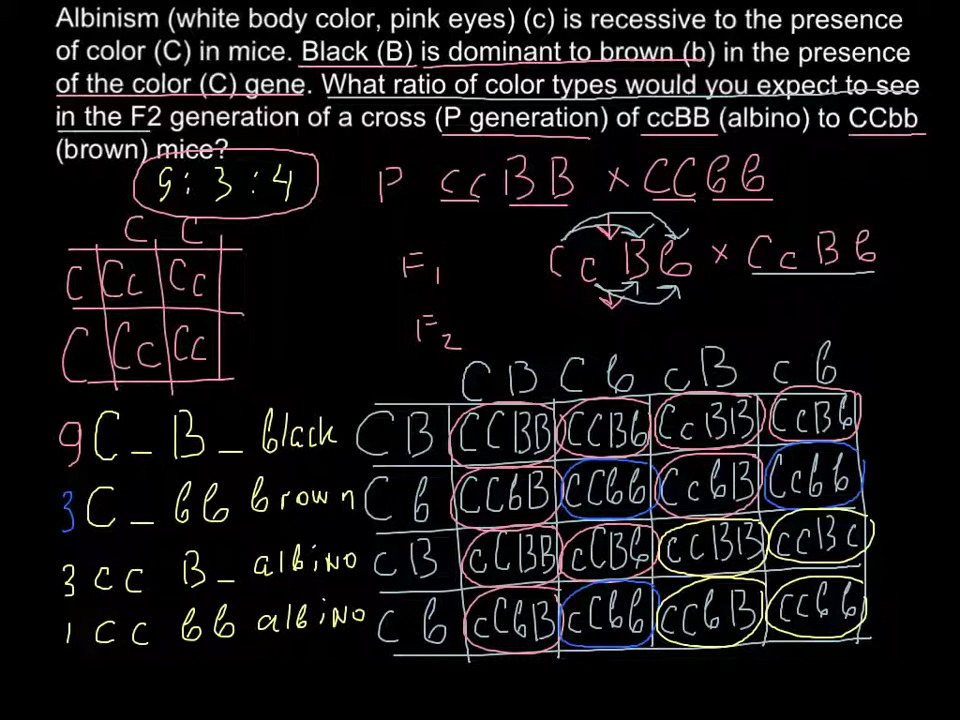 Albinism (white body color, pink eyes) (c) is recessive to the presence
of color (C) in mice. Black (B) is dominant to brown (b) in the presence
of the color (C) gene. What ratio of color types would you expect to see
in the F2 generation of a cross (P generation) of ccBB (albino) to CCbb
(brown) mice?
9 : 3 : 4
P ccBB × CCbb
c c
C Cc Cc
C Cc Cc
F1 CcBb × CcBb
F2
CB Cb cB cb
CB CCBB CCBb CcBB CcBb
Cb CCbB CCbb CcbB Ccbb
cB cCBB cCBb ccBB ccBc
cb cCbB cCbb ccbB ccbb
9 C _ B _ black
3 C _ bb brown
3 cc B _ albino
1 cc bb albino